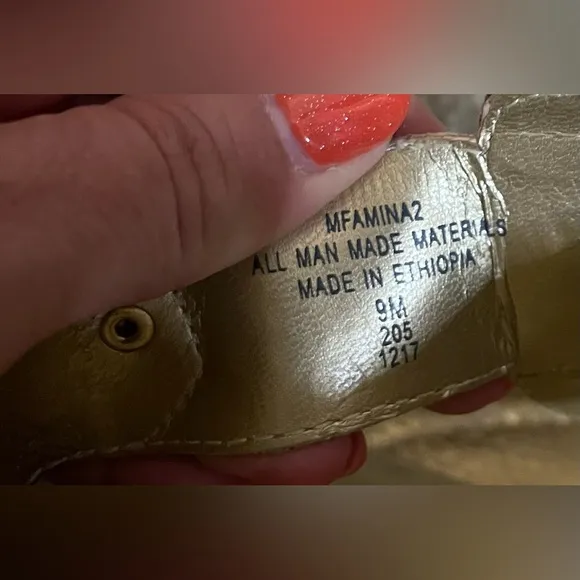 MFAMINA2
ALL MAN MADE MATERIALS
MADE IN ETHIOPIA
9M
205
1217